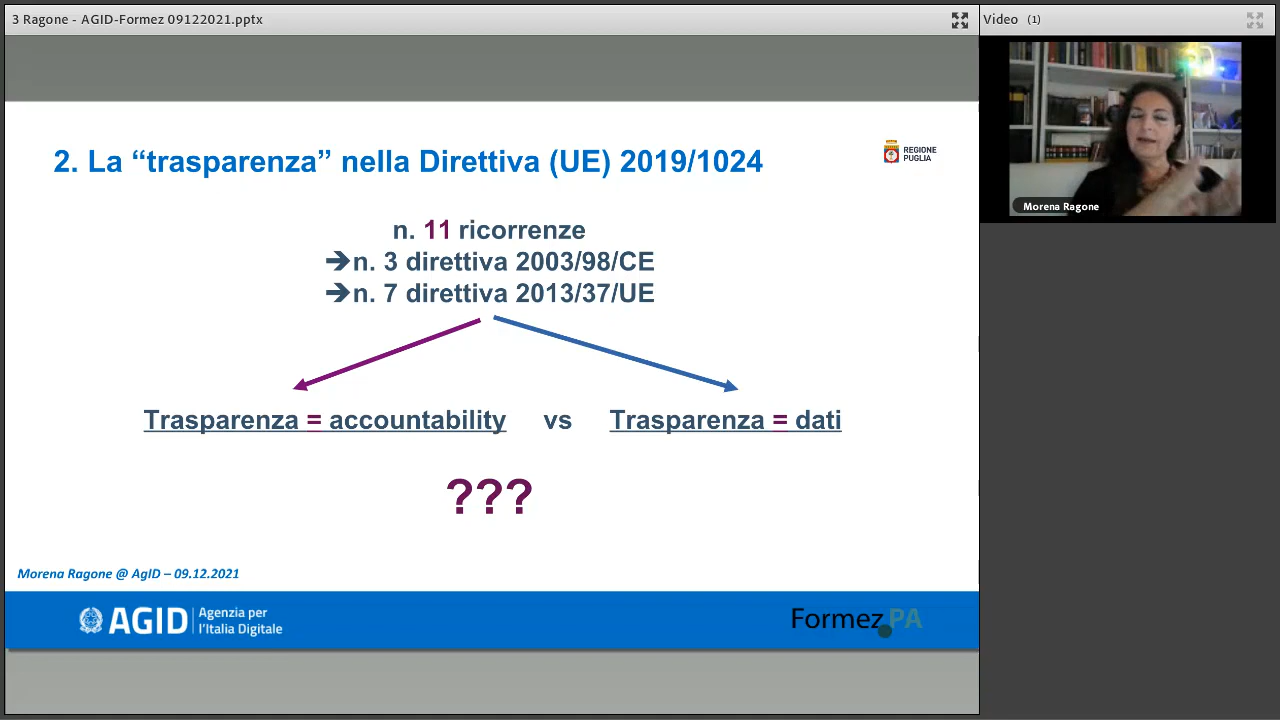 3 Ragone - AGID-Formez 09122021.pptx
Video (1)
2. La “trasparenza” nella Direttiva (UE) 2019/1024
REGIONE
PUGLIA
Morena Ragone
n. 11 ricorrenze
➔n. 3 direttiva 2003/98/CE
➔n. 7 direttiva 2013/37/UE
Trasparenza = accountability vs Trasparenza = dati
???
Morena Ragone @ AgID – 09.12.2021
AGID Agenzia per
l'Italia Digitale
Formez PA